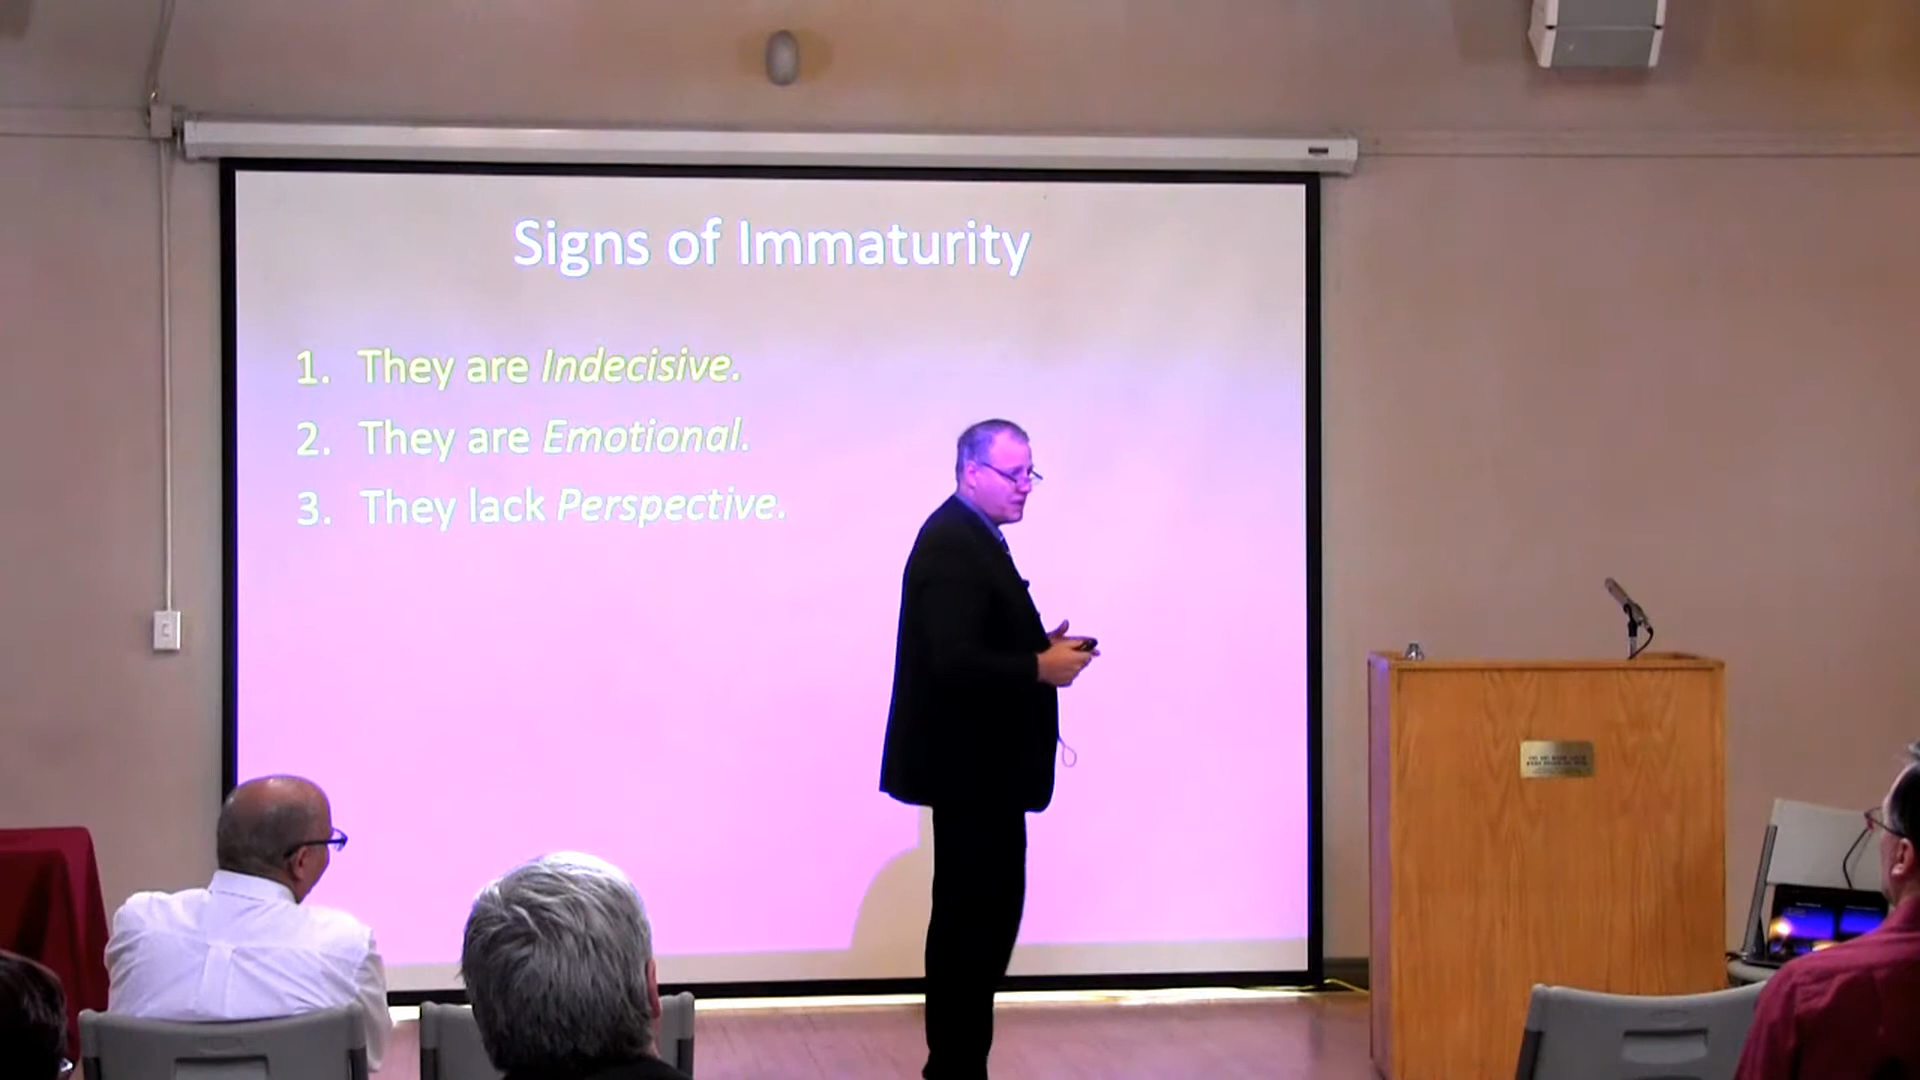 Signs of Immaturity
1. They are Indecisive.
2. They are Emotional.
3. They lack Perspective.